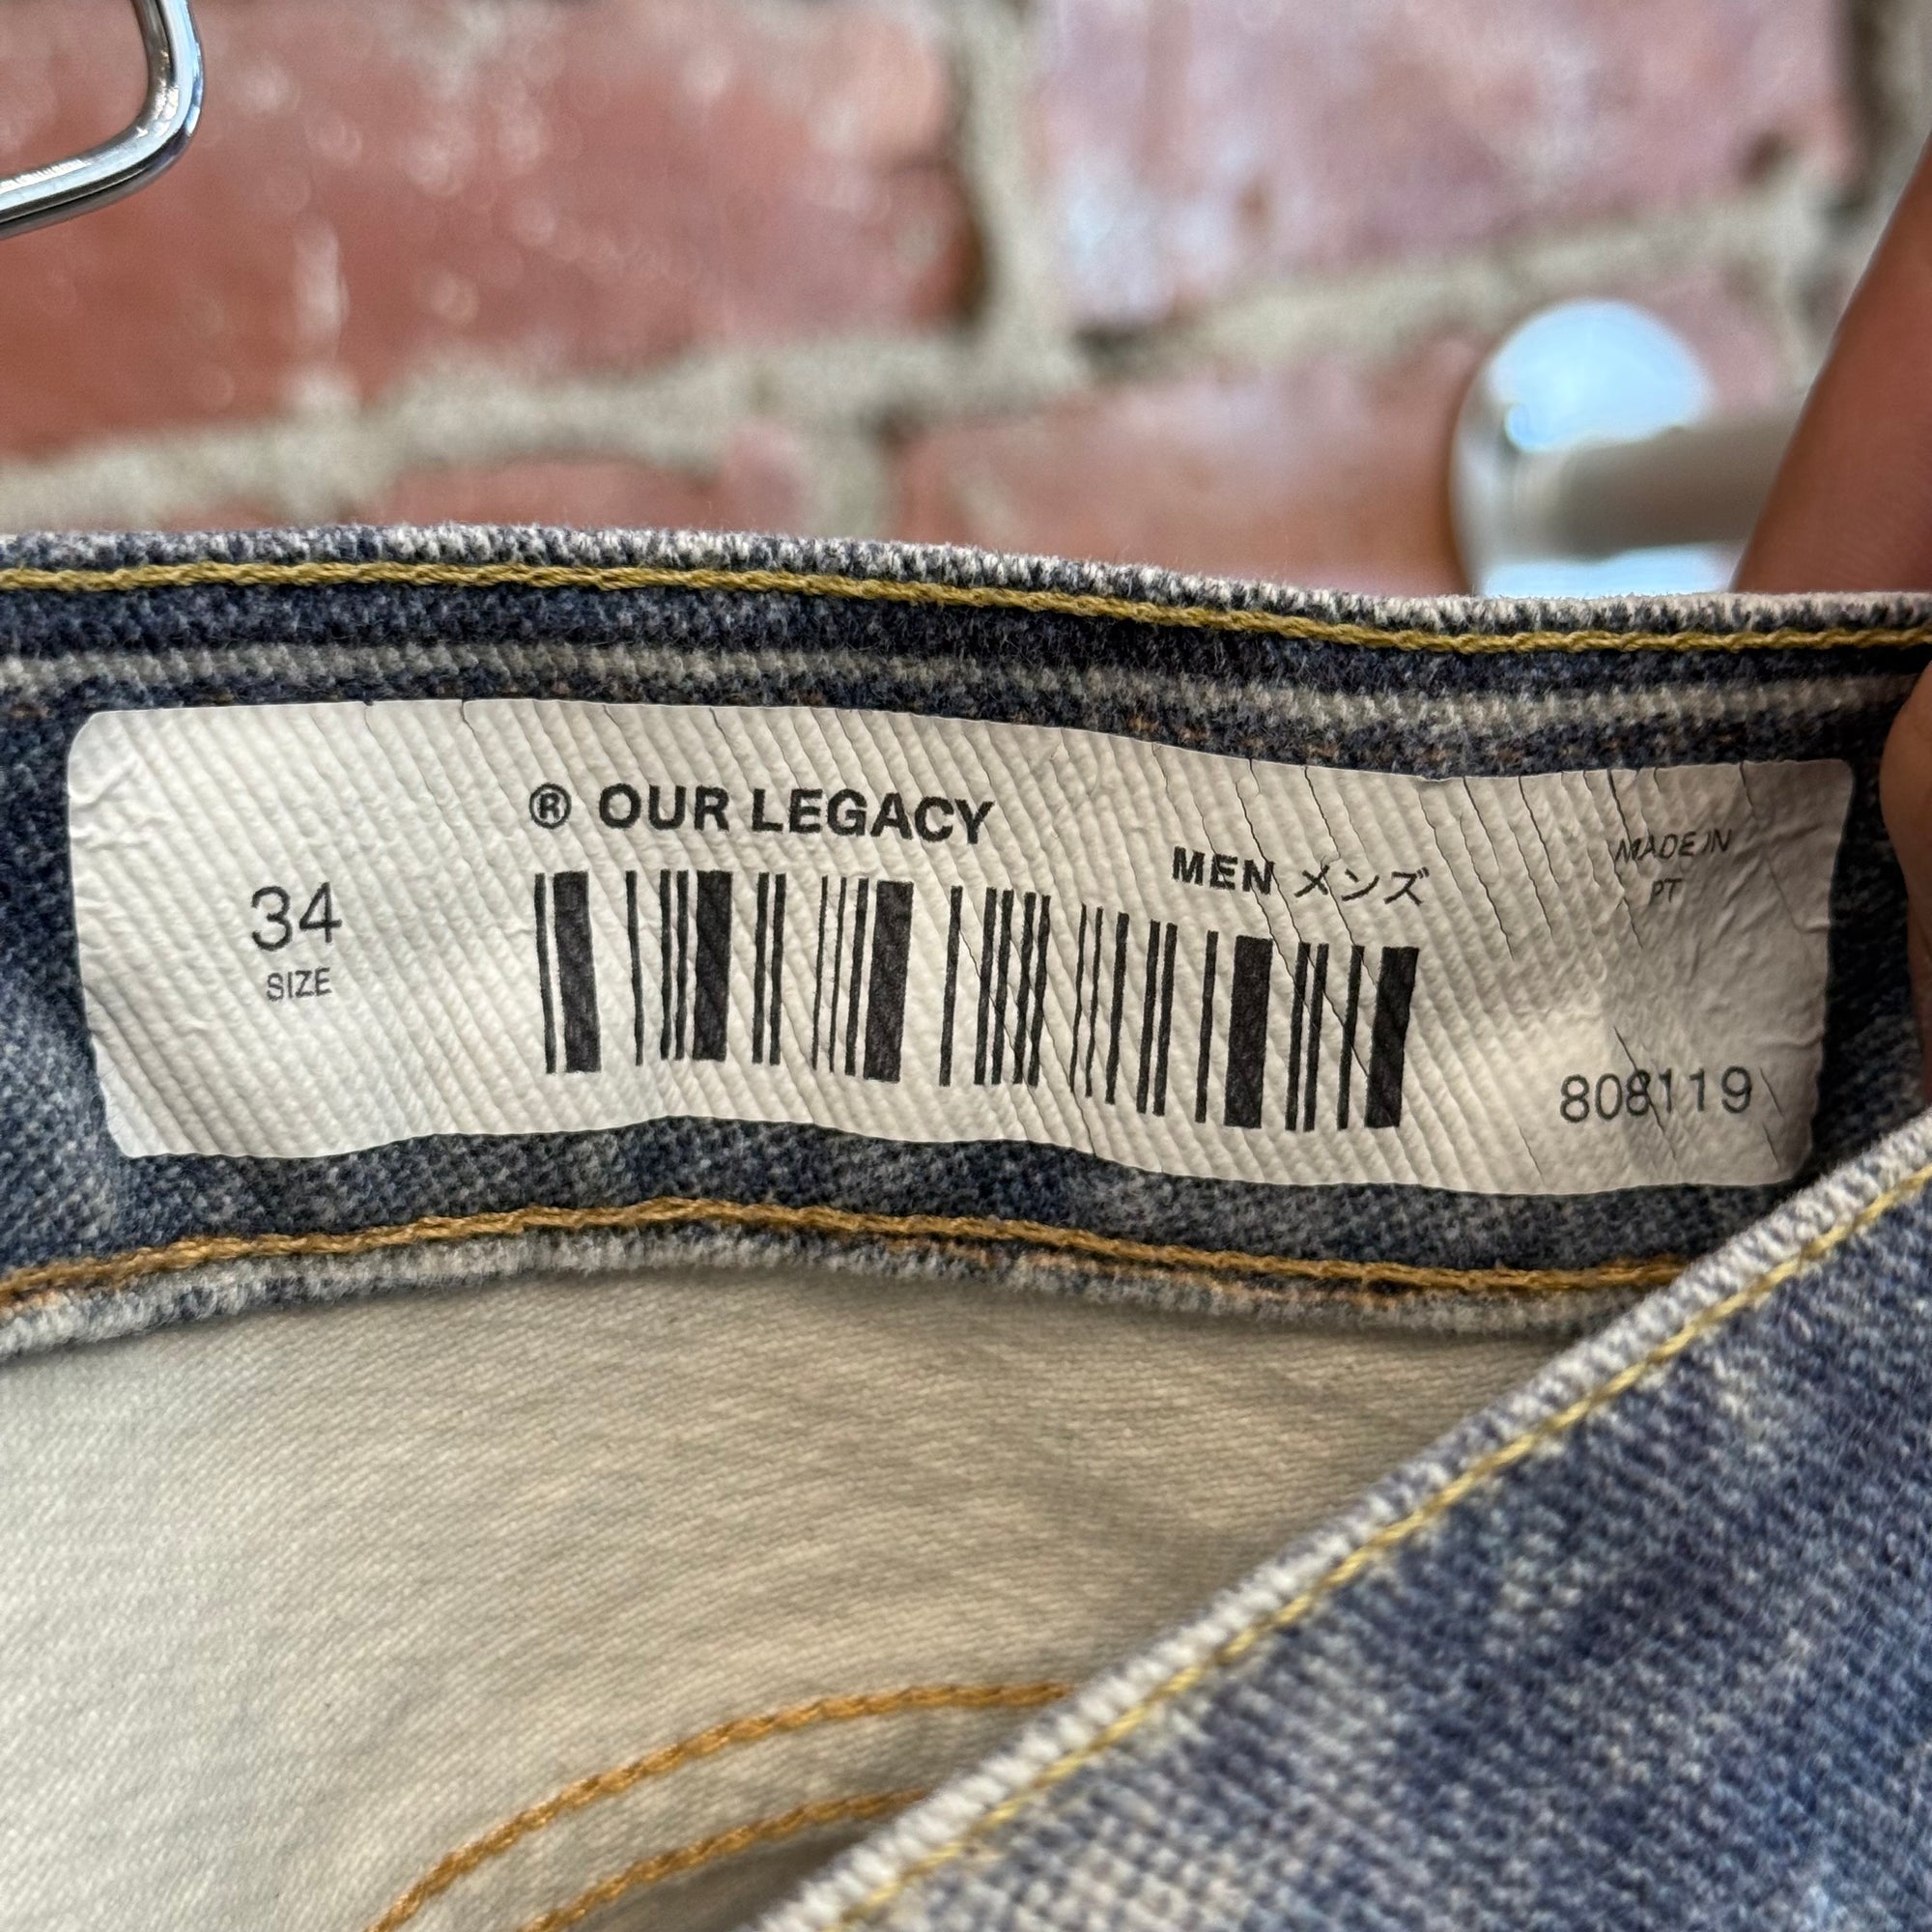 ® OUR LEGACY
MEN メンズ
MADE IN
PT
34
SIZE
808119